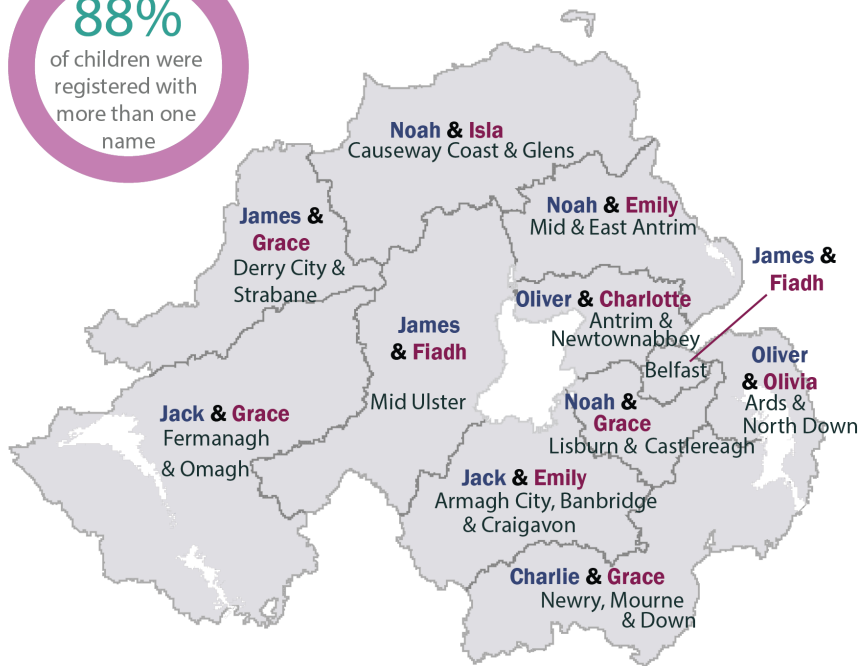 88%
of children were
registered with
more than one
name
Noah & Isla
Causeway Coast & Glens
Noah & Emily
Mid & East Antrim
James &
Grace
Derry City &
Strabane
James &
Fiadh
Oliver & Charlotte
Antrim &
Newtownabbey
James
& Fiadh
Mid Ulster
Belfast
Oliver
& Olivia
Ards &
North Down
Jack & Grace
Fermanagh
& Omagh
Noah &
Grace
Lisburn & Castlereagh
Jack & Emily
Armagh City, Banbridge
& Craigavon
Charlie & Grace
Newry, Mourne
& Down